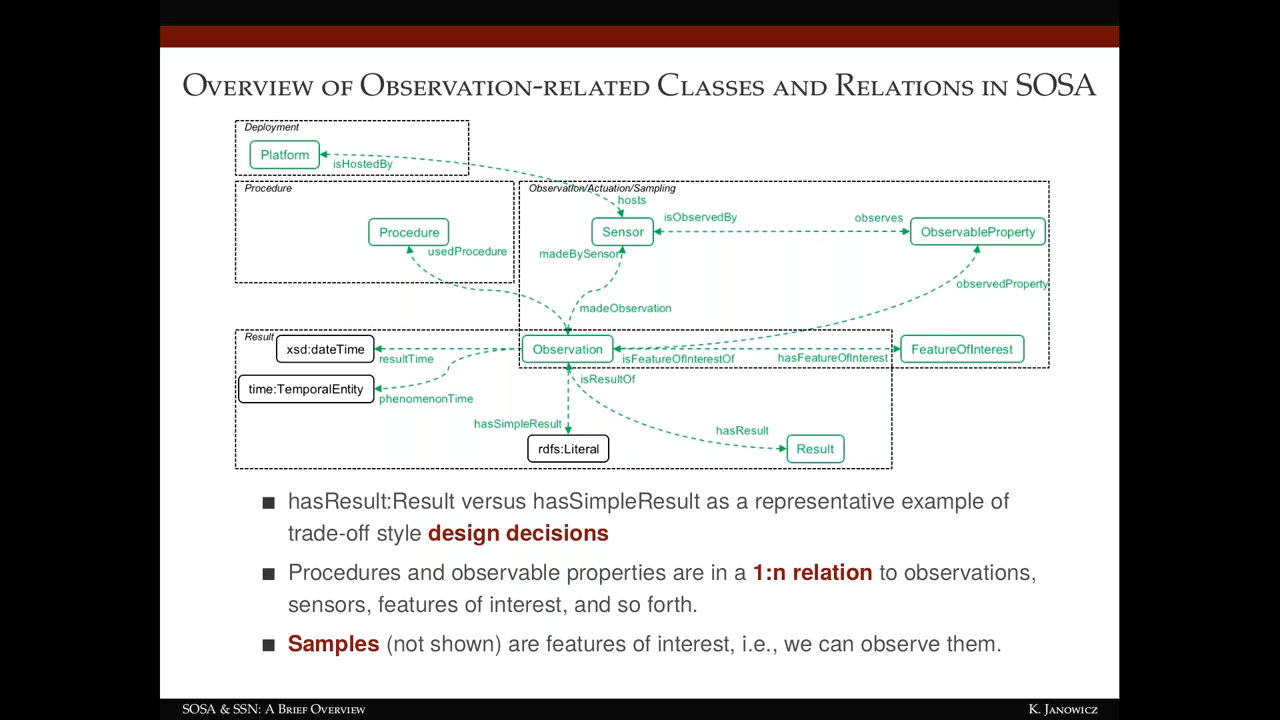 Overview of Observation-related Classes and Relations in SOSA
Deployment
Platform
isHostedBy
Procedure
Observation/Actuation/Sampling
hosts
Procedure
Sensor
isObservedBy
observes
ObservableProperty
usedProcedure
madeBySensor
observedProperty
madeObservation
Result
xsd:dateTime
resultTime
Observation
isFeatureOfInterestOf
hasFeatureOfInterest
FeatureOfInterest
time:TemporalEntity
phenomenonTime
isResultOf
hasSimpleResult
hasResult
rdfs:Literal
Result
■ hasResult:Result versus hasSimpleResult as a representative example of
trade-off style design decisions
■ Procedures and observable properties are in a 1:n relation to observations,
sensors, features of interest, and so forth.
■ Samples (not shown) are features of interest, i.e., we can observe them.
SOSA & SSN: A Brief Overview
K. Janowicz